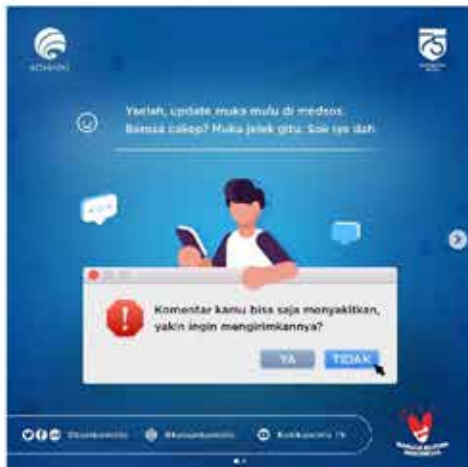 KOMINFO
Yaelah, update muka mulu di medsos.
Berasa cakep? Muka jelek gitu. Sok iye dah
Komentar kamu bisa saja menyakitkan,
yakin ingin mengirimkannya?
YA
TIDAK